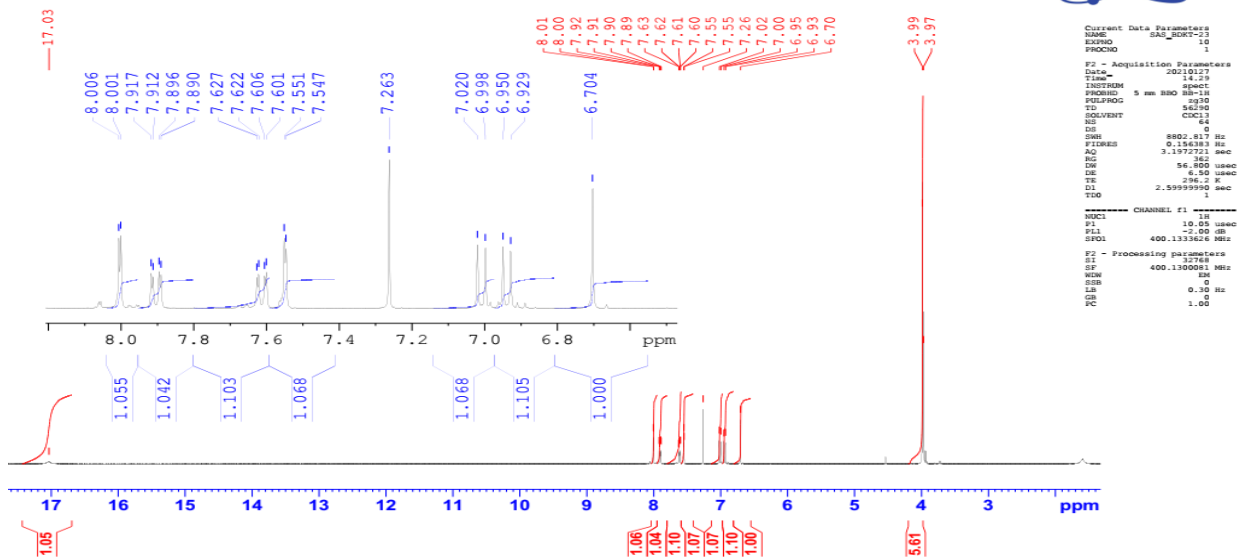 17.03
8.01
8.00
7.92
7.91
7.90
7.89
7.63
7.62
7.61
7.60
7.55
7.55
7.26
7.02
7.00
6.95
6.93
6.70
3.99
3.97
8.006
8.001
7.917
7.912
7.896
7.890
7.627
7.622
7.606
7.601
7.551
7.547
7.263
7.020
6.998
6.950
6.929
6.704
8.0 7.8 7.6 7.4 7.2 7.0 6.8 ppm
1.055 1.042 1.103 1.068 1.068 1.105 1.000
17 16 15 14 13 12 11 10 9 8 7 6 5 4 3 ppm
1.05 1.06 1.04 1.10 1.07 1.07 1.10 1.00 5.61
Current Data Parameters
NAME SAS_BDKT-23
EXPNO 10
PROCNO 1
F2 - Acquisition Parameters
Date_ 20210127
Time 14.29
INSTRUM spect
PROBHD 5 mm BBO BB-1H
PULPROG zg30
TD 56290
SOLVENT CDCl3
NS 64
DS 0
SWH 8802.817 Hz
FIDRES 0.156383 Hz
AQ 3.1972721 sec
RG 362
DW 56.800 usec
DE 6.50 usec
TE 296.2 K
D1 2.59999990 sec
TD0 1
======== CHANNEL f1 ========
NUC1 1H
P1 10.05 usec
PL1 -2.00 dB
SFO1 400.1333626 MHz
F2 - Processing parameters
SI 32768
SF 400.1300081 MHz
WDW EM
SSB 0
LB 0.30 Hz
GB 0
PC 1.00